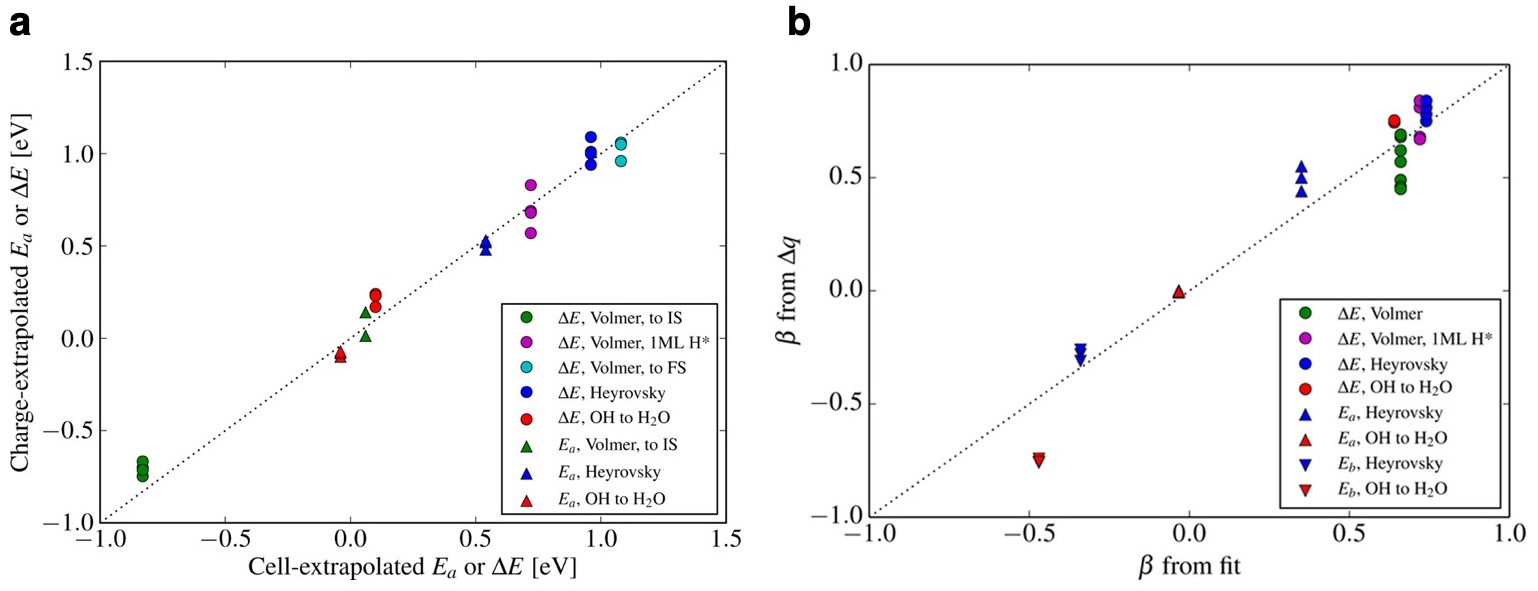 a
1.5
1.0
0.5
0.0
−0.5
−1.0
−1.0 −0.5 0.0 0.5 1.0 1.5
Charge-extrapolated Eₐ or ΔE [eV]
Cell-extrapolated Eₐ or ΔE [eV]
ΔE, Volmer, to IS
ΔE, Volmer, 1ML H*
ΔE, Volmer, to FS
ΔE, Heyrovsky
ΔE, OH to H₂O
Eₐ, Volmer, to IS
Eₐ, Heyrovsky
Eₐ, OH to H₂O
b
1.0
0.5
0.0
−0.5
−1.0
−1.0 −0.5 0.0 0.5 1.0
β from Δq
β from fit
ΔE, Volmer
ΔE, Volmer, 1ML H*
ΔE, Heyrovsky
ΔE, OH to H₂O
Eₐ, Heyrovsky
Eₐ, OH to H₂O
E_b, Heyrovsky
E_b, OH to H₂O